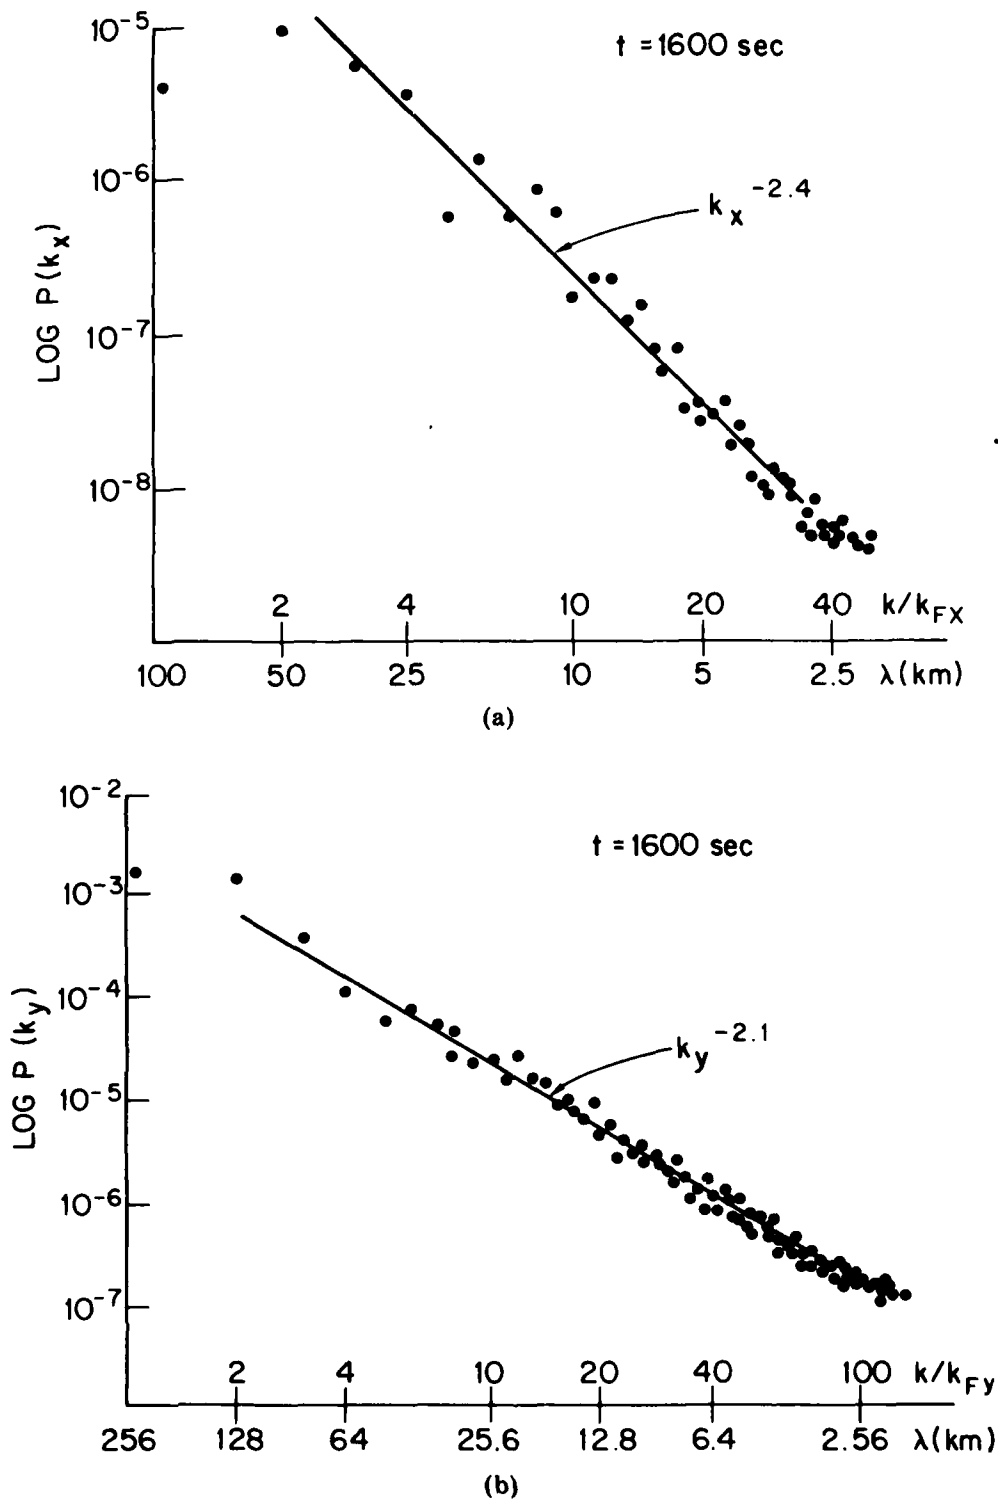 10⁻⁵
t = 1600 sec
10⁻⁶
kₓ⁻²·⁴
LOG P(kₓ)
10⁻⁷
10⁻⁸
2 4 10 20 40 k/k_FX
100 50 25 10 5 2.5 λ(km)
(a)
10⁻²
t = 1600 sec
10⁻³
10⁻⁴
k_y⁻²·¹
LOG P(k_y)
10⁻⁵
10⁻⁶
10⁻⁷
2 4 10 20 40 100 k/k_Fy
256 128 64 25.6 12.8 6.4 2.56 λ(km)
(b)